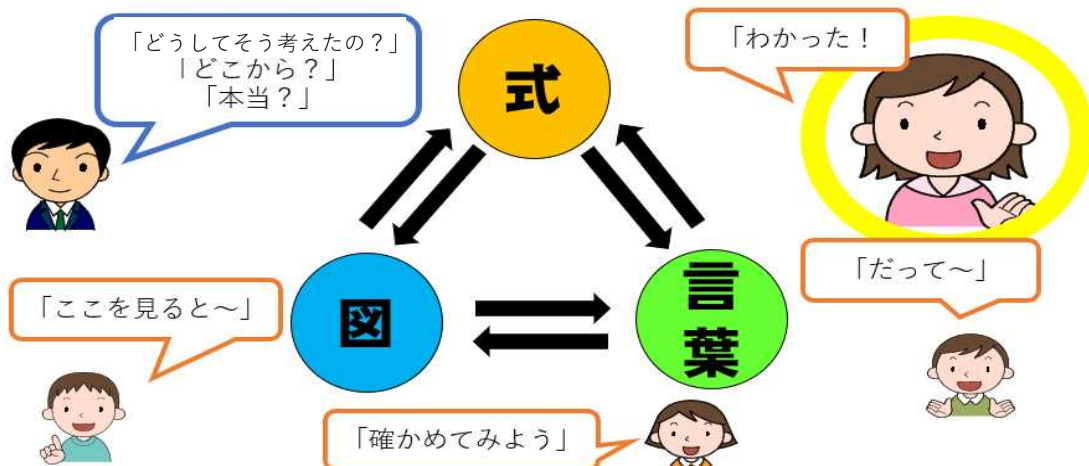 「どうしてそう考えたの？」
「どこから？」
「本当？」
式
「わかった！
図
言葉
「ここを見ると～」
「だって～」
「確かめてみよう」